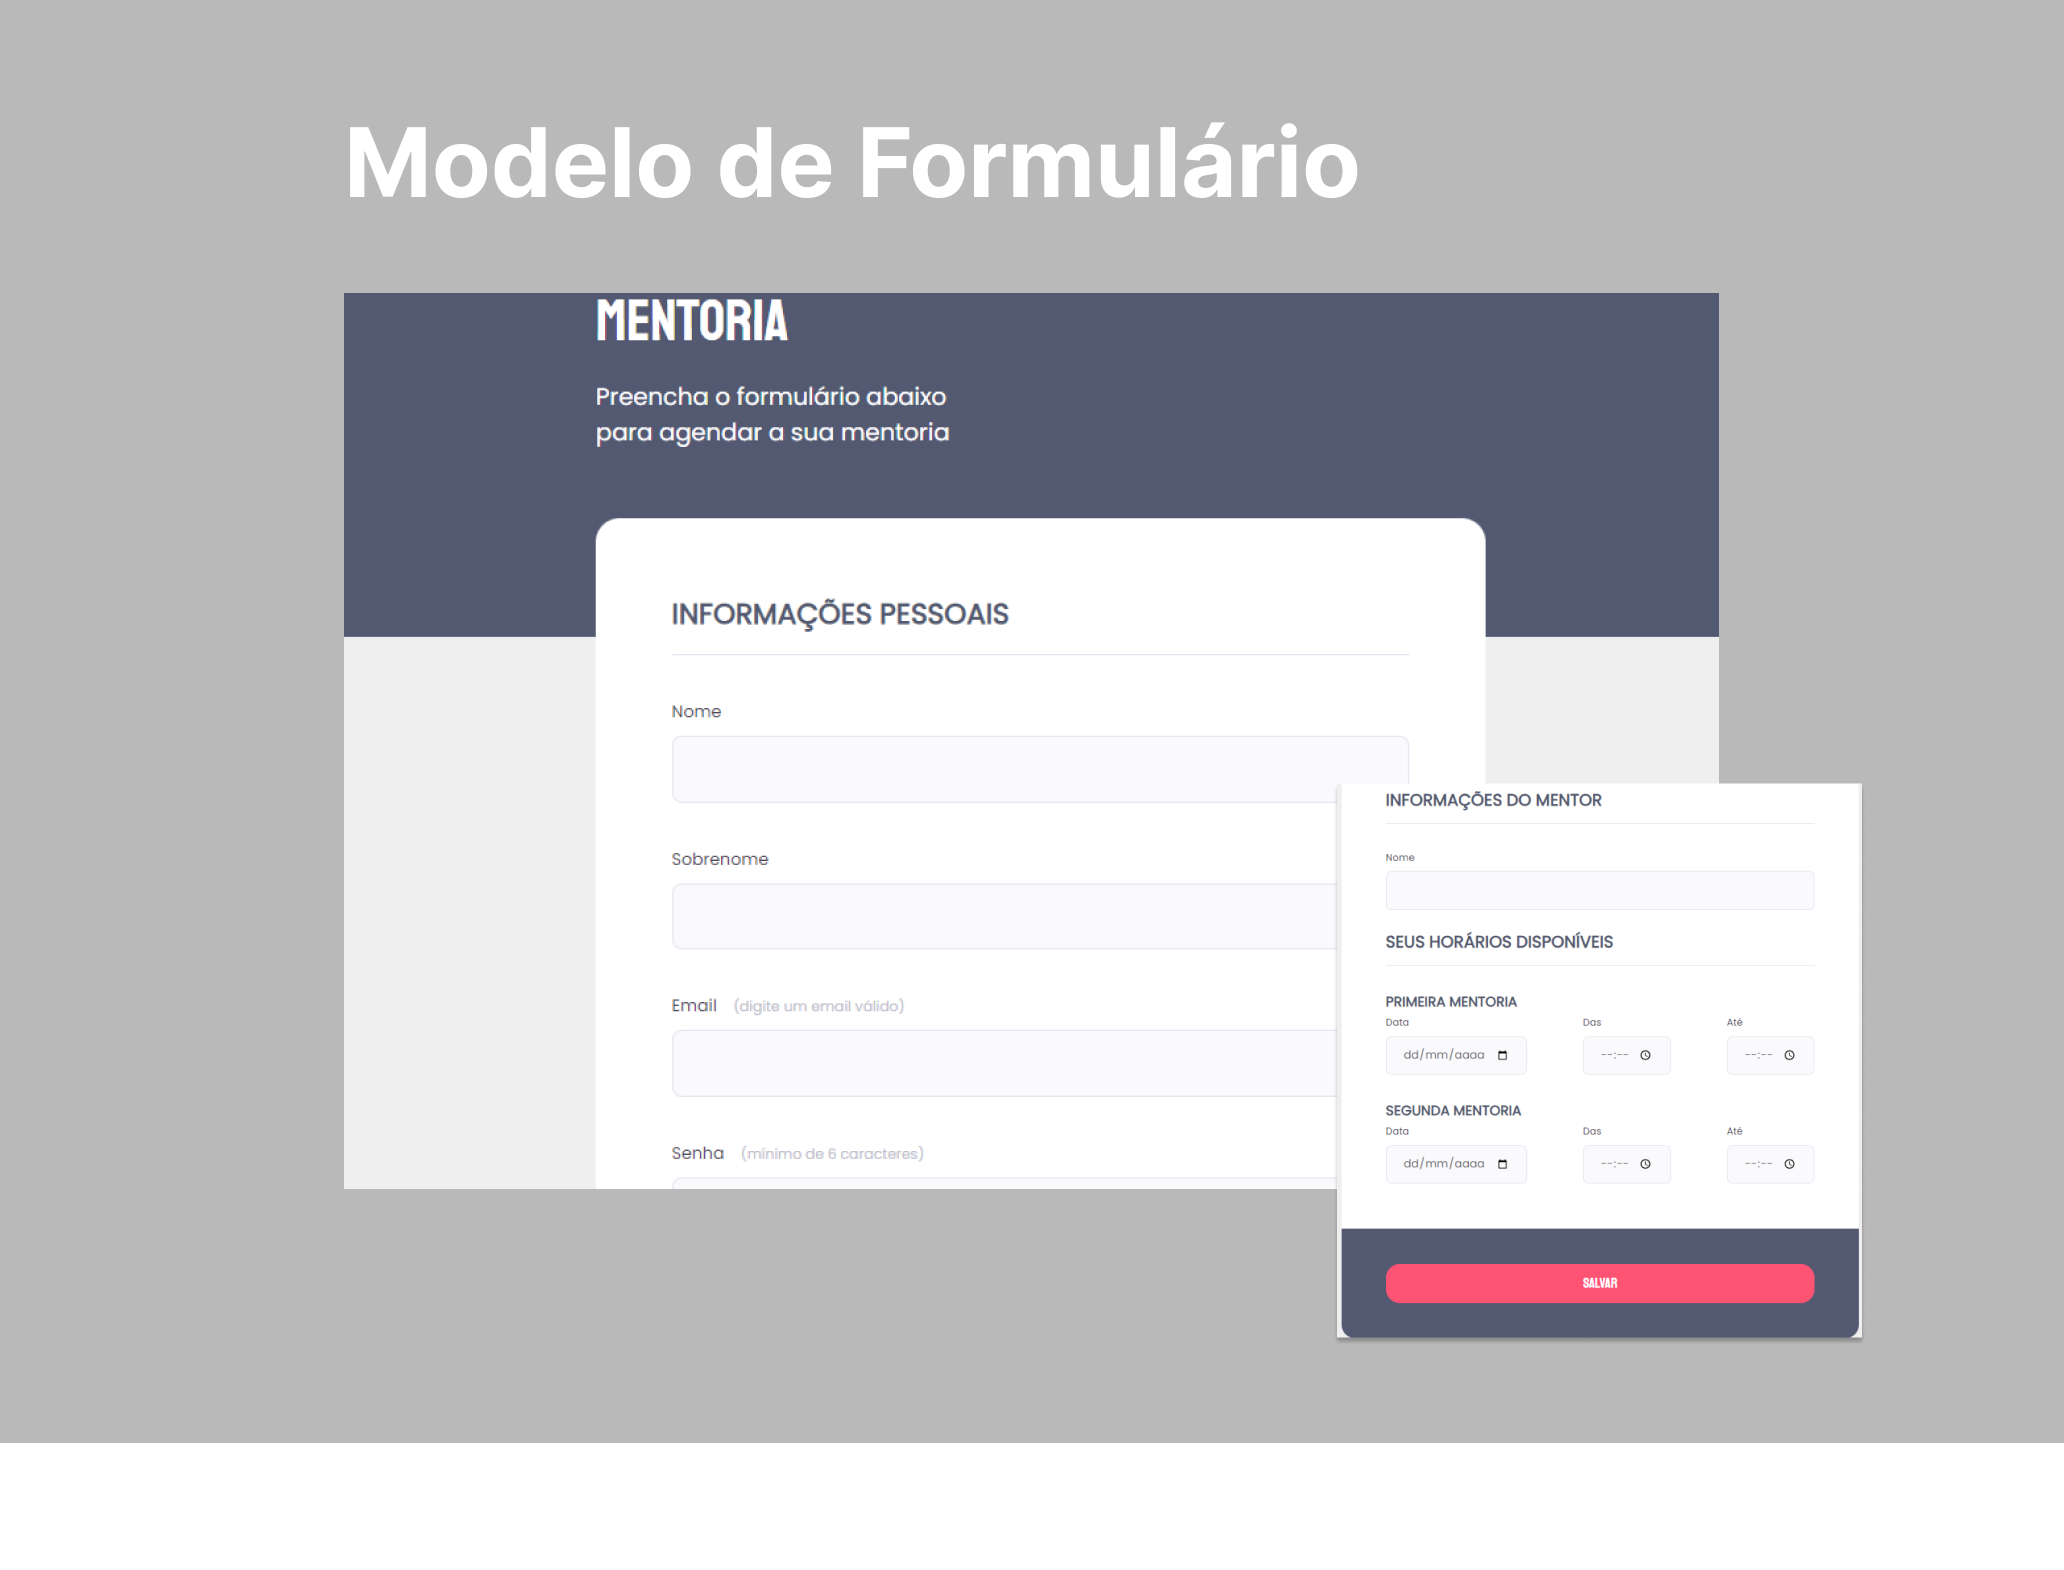 Modelo de Formulário
MENTORIA
Preencha o formulário abaixo
para agendar a sua mentoria
INFORMAÇÕES PESSOAIS
Nome
Sobrenome
Email (digite um email válido)
Senha (mínimo de 6 caracteres)
INFORMAÇÕES DO MENTOR
Nome
SEUS HORÁRIOS DISPONÍVEIS
PRIMEIRA MENTORIA
Data Das Até
dd/mm/aaaa --:-- --:--
SEGUNDA MENTORIA
Data Das Até
dd/mm/aaaa --:-- --:--
SALVAR